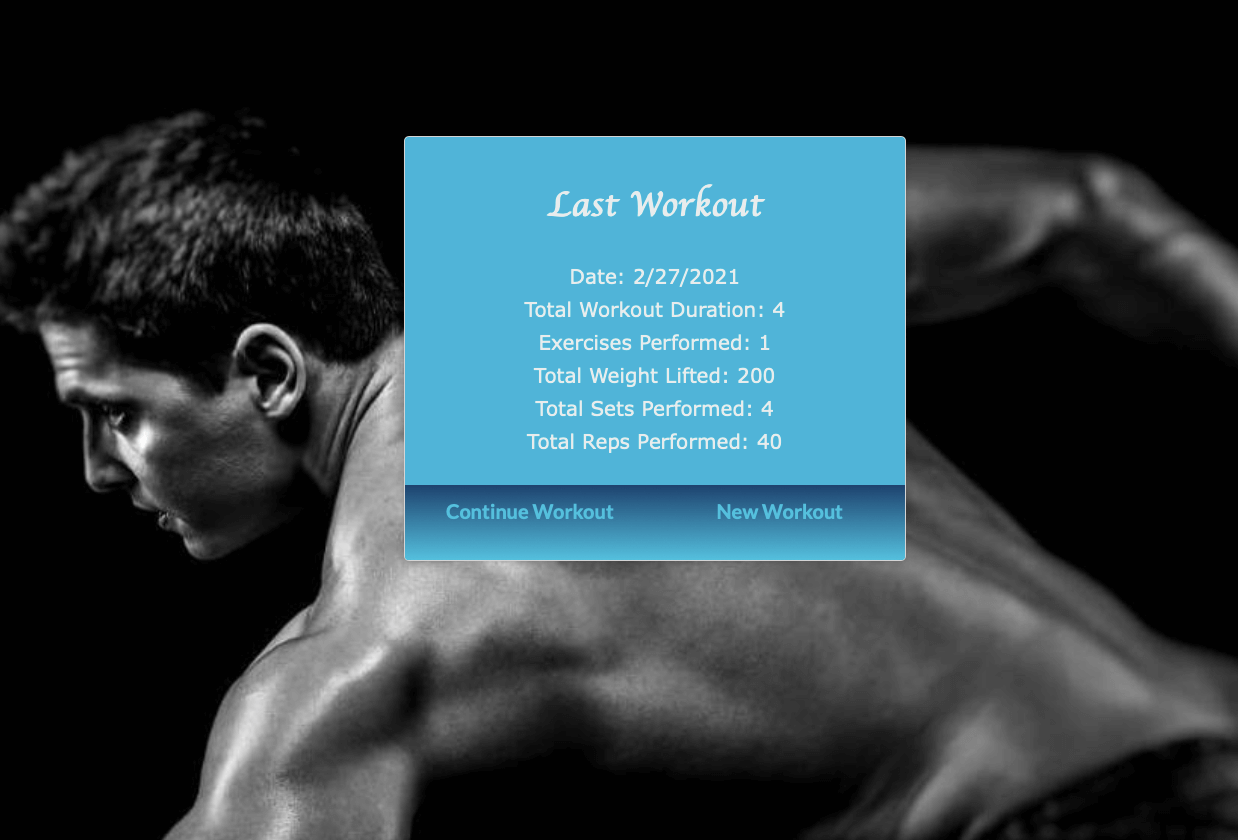 Last Workout
Date: 2/27/2021
Total Workout Duration: 4
Exercises Performed: 1
Total Weight Lifted: 200
Total Sets Performed: 4
Total Reps Performed: 40
Continue Workout New Workout